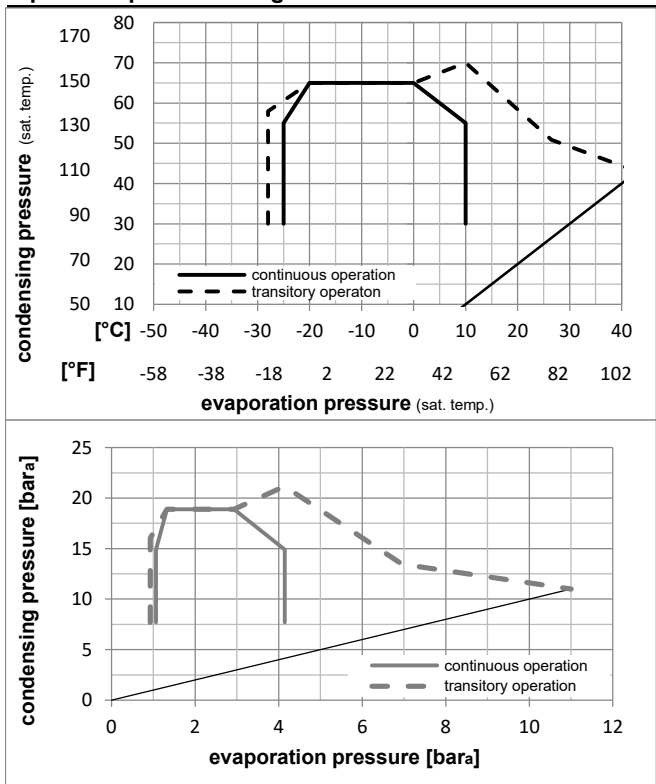 170 80
70
150 60
130 50
110 40
90 30
70 20
50 10
condensing pressure (sat. temp.)
continuous operation
transitory operaton
[°C] -50 -40 -30 -20 -10 0 10 20 30 40
[°F] -58 -38 -18 2 22 42 62 82 102
evaporation pressure (sat. temp.)
25
20
15
10
5
0
condensing pressure [bara]
continuous operation
transitory operation
0 2 4 6 8 10 12
evaporation pressure [bara]